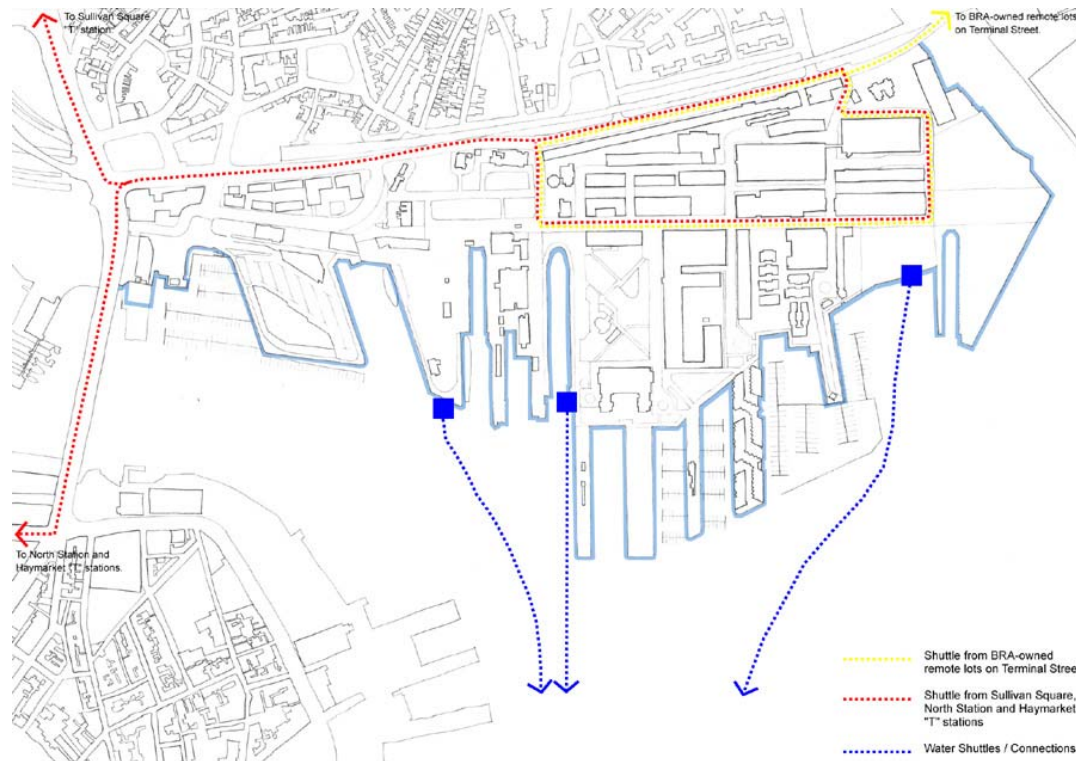 To Sullivan Square
"T" station.
To BRA-owned remote lots
on Terminal Street.
To North Station and
Haymarket "T" stations.
Shuttle from BRA-owned
remote lots on Terminal Stree
Shuttle from Sullivan Square,
North Station and Haymarket
"T" stations
Water Shuttles / Connections